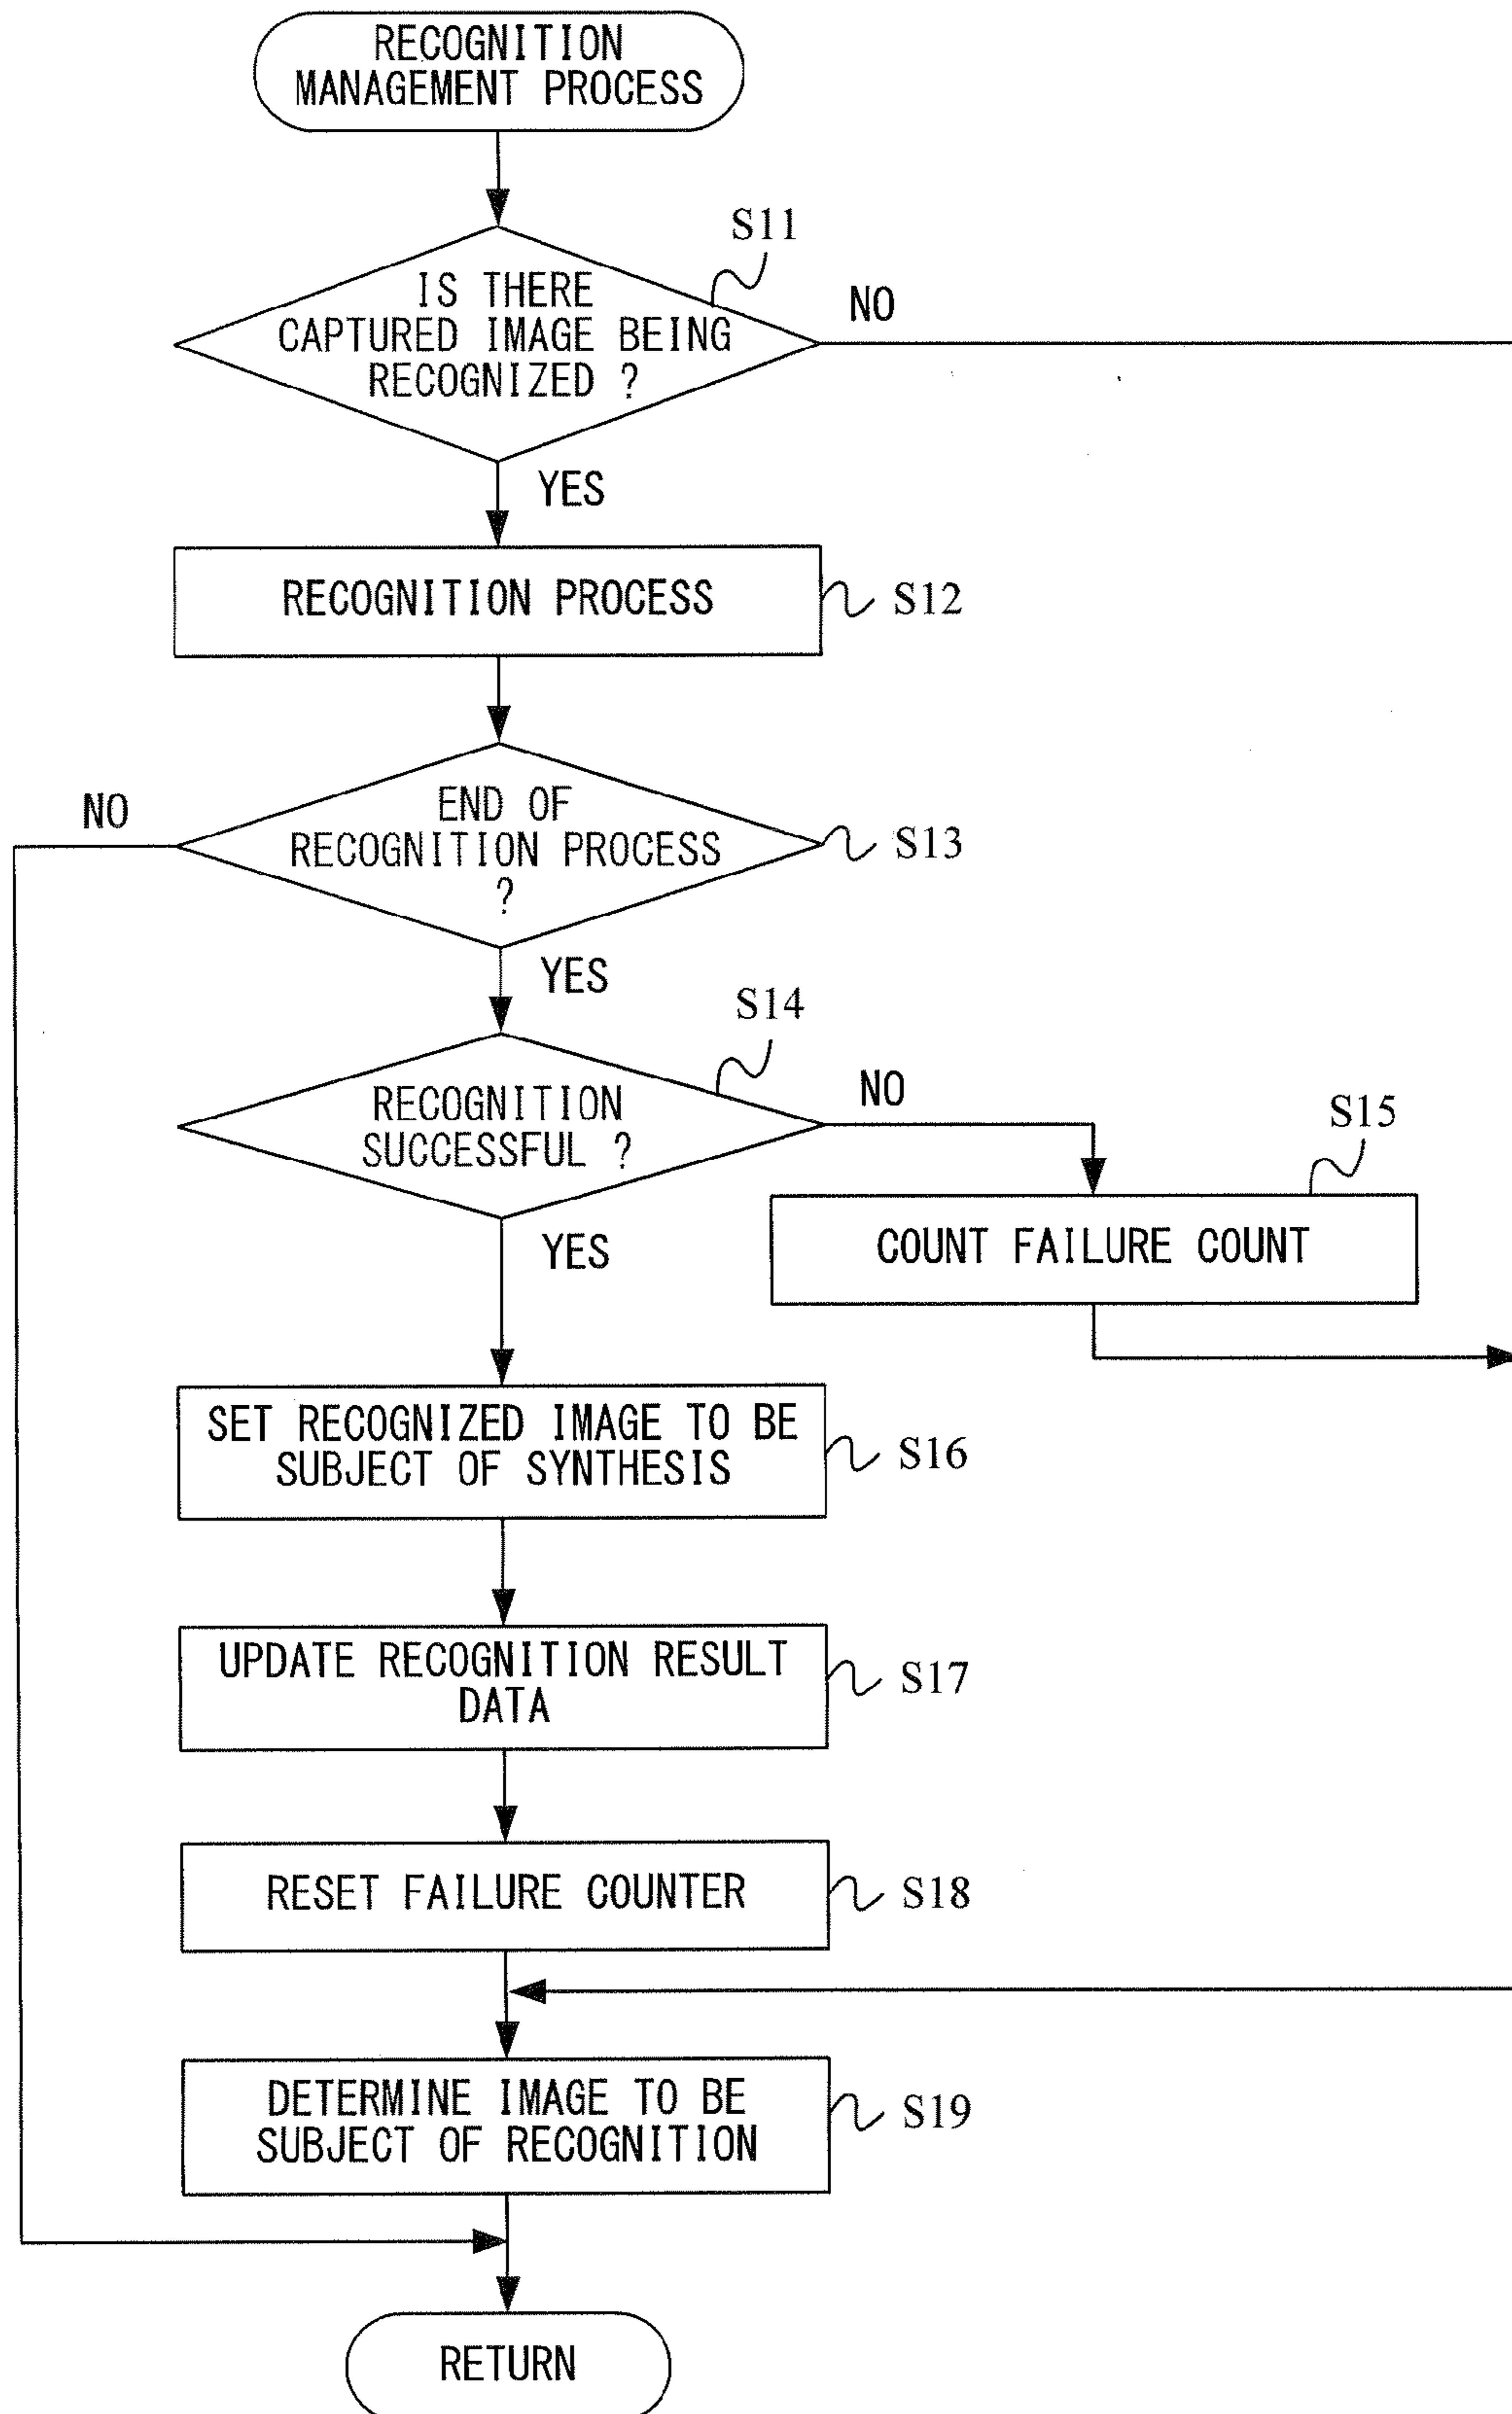 RECOGNITION
MANAGEMENT PROCESS
S11
IS THERE
CAPTURED IMAGE BEING
RECOGNIZED ?
NO
YES
RECOGNITION PROCESS
S12
NO
END OF
RECOGNITION PROCESS
?
S13
YES
S14
RECOGNITION
SUCCESSFUL ?
NO
S15
COUNT FAILURE COUNT
YES
SET RECOGNIZED IMAGE TO BE
SUBJECT OF SYNTHESIS
S16
UPDATE RECOGNITION RESULT
DATA
S17
RESET FAILURE COUNTER
S18
DETERMINE IMAGE TO BE
SUBJECT OF RECOGNITION
S19
RETURN